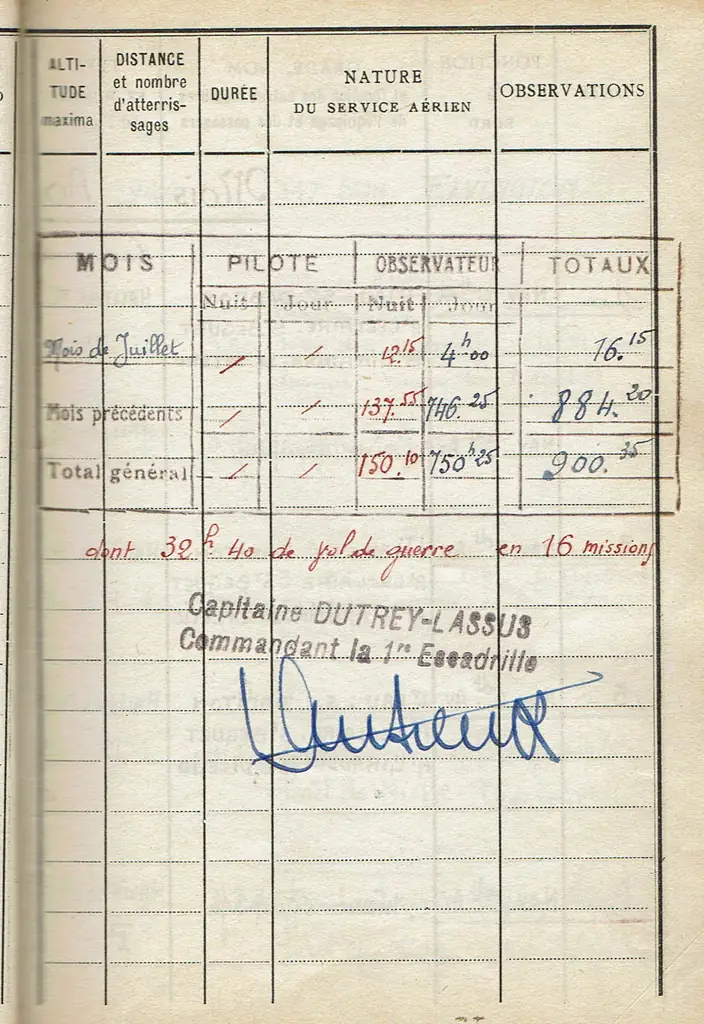 ALTI-
TUDE
maxima
DISTANCE
et nombre
d'atterris-
sages
DURÉE
NATURE
DU SERVICE AÉRIEN
OBSERVATIONS
MOIS PILOTE OBSERVATEUR TOTAUX
Nuit Jour Nuit Jour
Mois de Juillet / / 12.15 4h00 16.15
Mois précédents / / 137.55 746.25 884.20
Total général / / 150.10 750h25 900.35
dont 32h40 de vol de guerre en 16 missions
Capitaine DUTREY-LASSUS
Commandant la 1re Escadrille